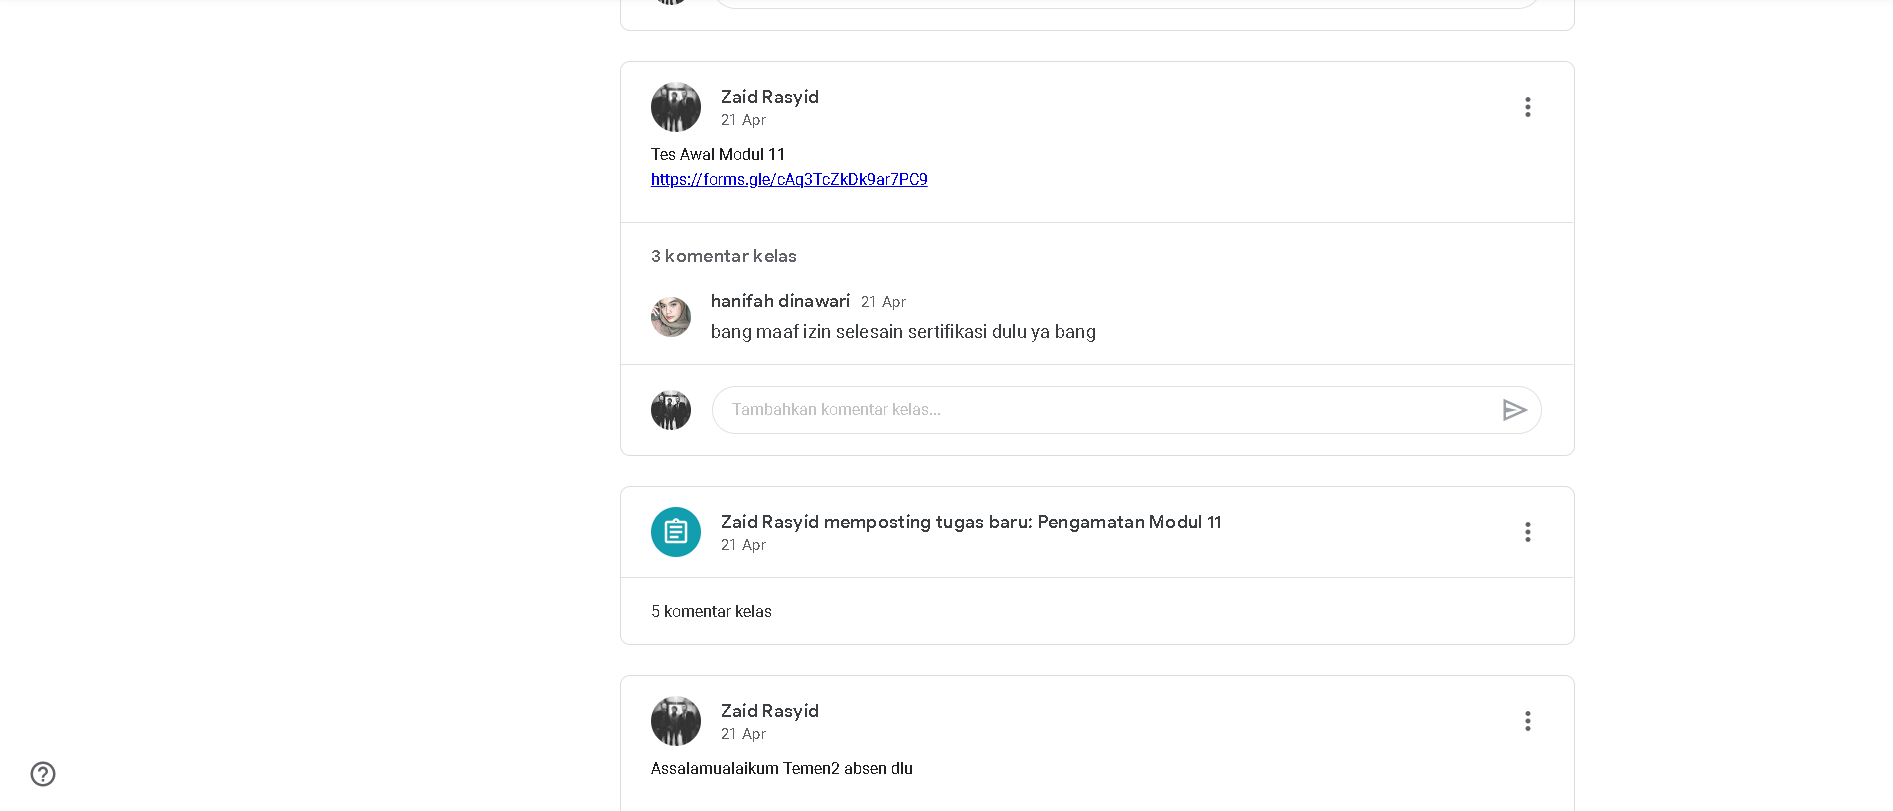 Zaid Rasyid
21 Apr
Tes Awal Modul 11
https://forms.gle/cAq3TcZkDk9ar7PC9
3 komentar kelas
hanifah dinawari 21 Apr
bang maaf izin selesain sertifikasi dulu ya bang
Tambahkan komentar kelas...
Zaid Rasyid memposting tugas baru: Pengamatan Modul 11
21 Apr
5 komentar kelas
Zaid Rasyid
21 Apr
Assalamualaikum Temen2 absen dlu